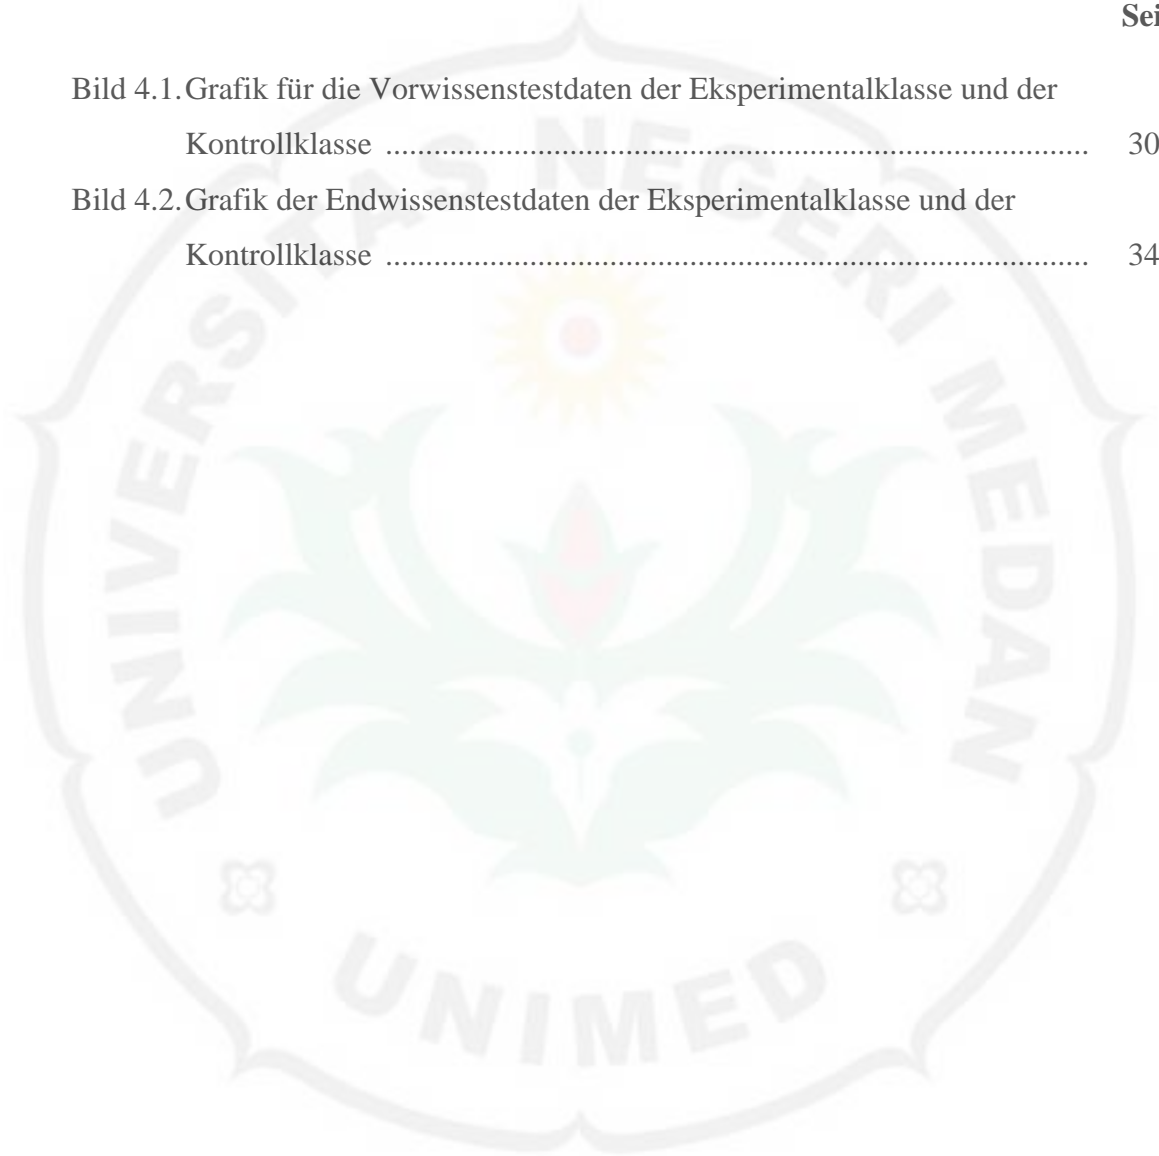 Sei
Bild 4.1. Grafik für die Vorwissenstestdaten der Eksperimentalklasse und der
Kontrollklasse ........................................................................................ 30
Bild 4.2. Grafik der Endwissenstestdaten der Eksperimentalklasse und der
Kontrollklasse ........................................................................................ 34
UNIVERSITAS NEGERI MEDAN
UNIMED